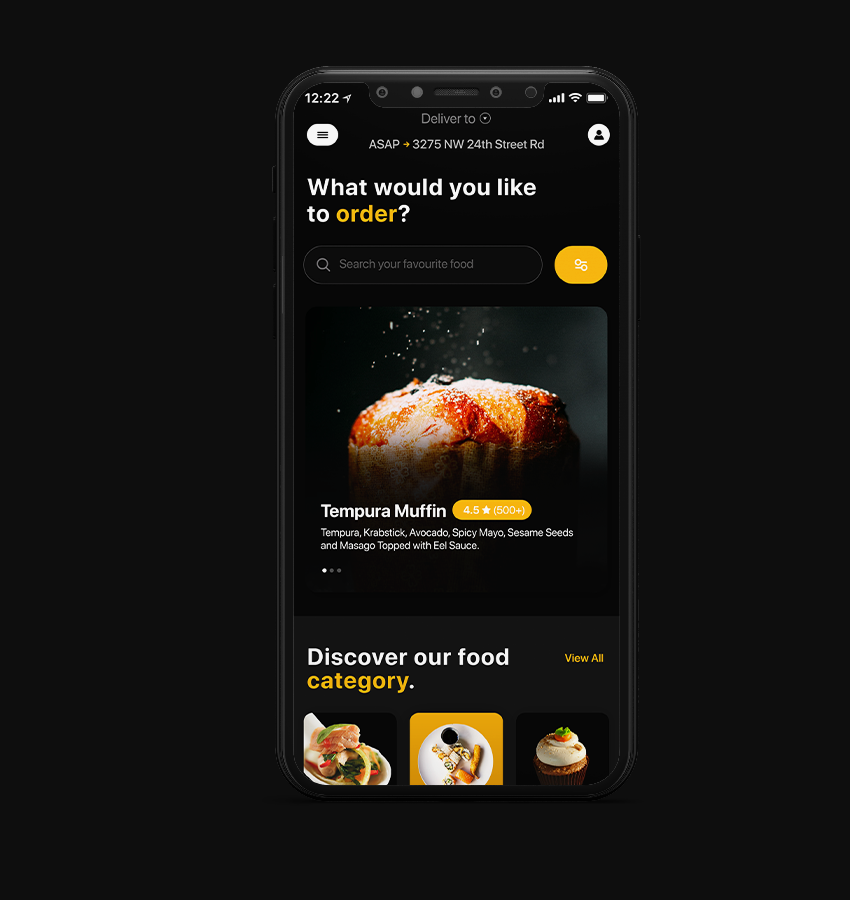 12:22
Deliver to
ASAP → 3275 NW 24th Street Rd
What would you like
to order?
Search your favourite food
Tempura Muffin 4.5 ★ (500+)
Tempura, Krabstick, Avocado, Spicy Mayo, Sesame Seeds
and Masago Topped with Eel Sauce.
Discover our food
category.
View All